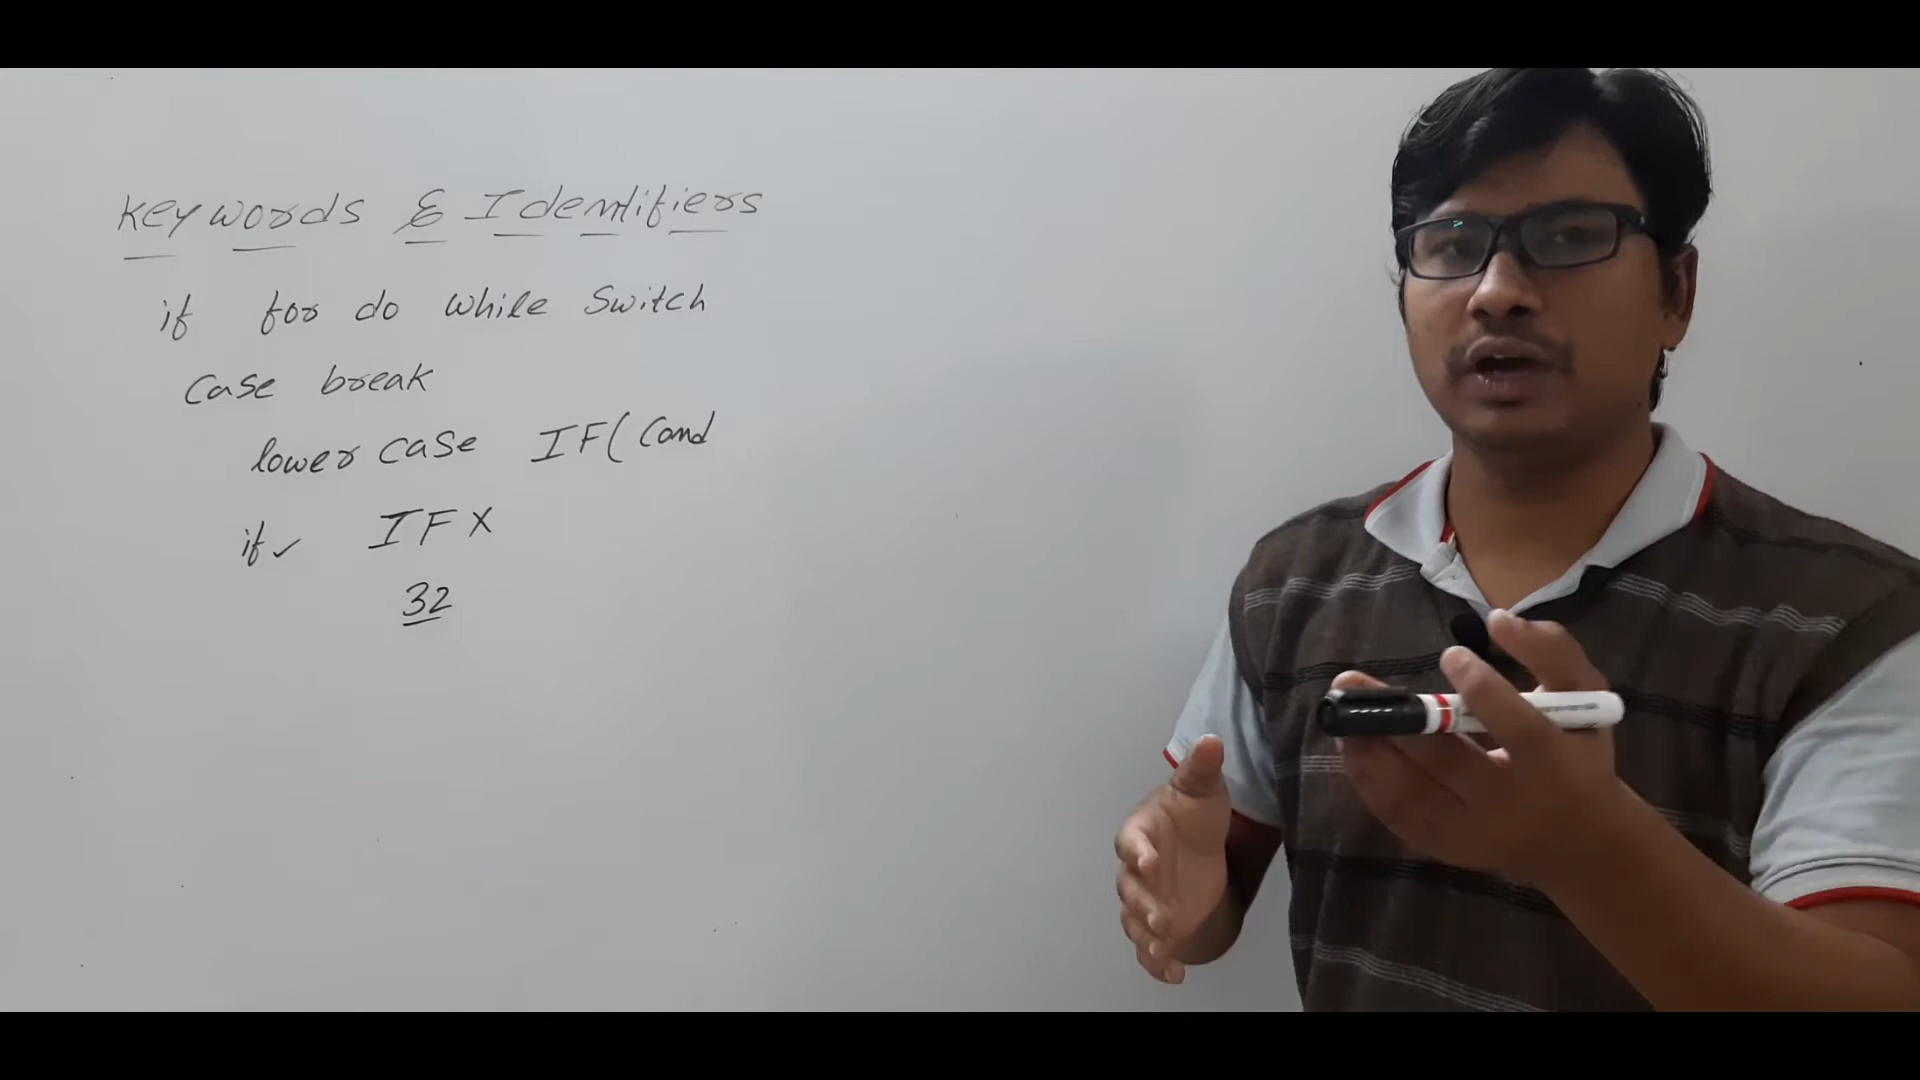 Keywords & Identifiers
if for do while Switch
Case break
lower case IF( Cond
if ✓ IF X
32